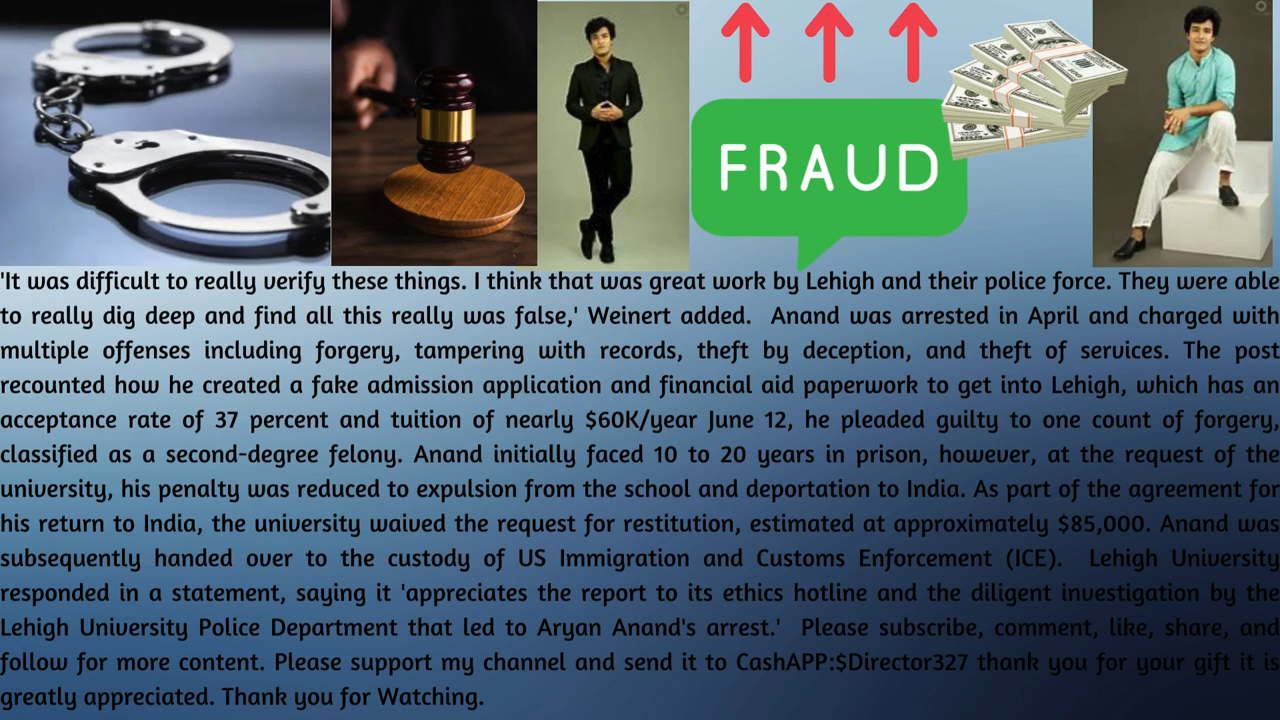 FRAUD
'It was difficult to really verify these things. I think that was great work by Lehigh and their police force. They were able
to really dig deep and find all this really was false,' Weinert added.  Anand was arrested in April and charged with
multiple offenses including forgery, tampering with records, theft by deception, and theft of services. The post
recounted how he created a fake admission application and financial aid paperwork to get into Lehigh, which has an
acceptance rate of 37 percent and tuition of nearly $60K/year June 12, he pleaded guilty to one count of forgery,
classified as a second-degree felony. Anand initially faced 10 to 20 years in prison, however, at the request of the
university, his penalty was reduced to expulsion from the school and deportation to India. As part of the agreement for
his return to India, the university waived the request for restitution, estimated at approximately $85,000. Anand was
subsequently handed over to the custody of US Immigration and Customs Enforcement (ICE).  Lehigh University
responded in a statement, saying it 'appreciates the report to its ethics hotline and the diligent investigation by the
Lehigh University Police Department that led to Aryan Anand's arrest.'  Please subscribe, comment, like, share, and
follow for more content. Please support my channel and send it to CashAPP:$Director327 thank you for your gift it is
greatly appreciated. Thank you for Watching.